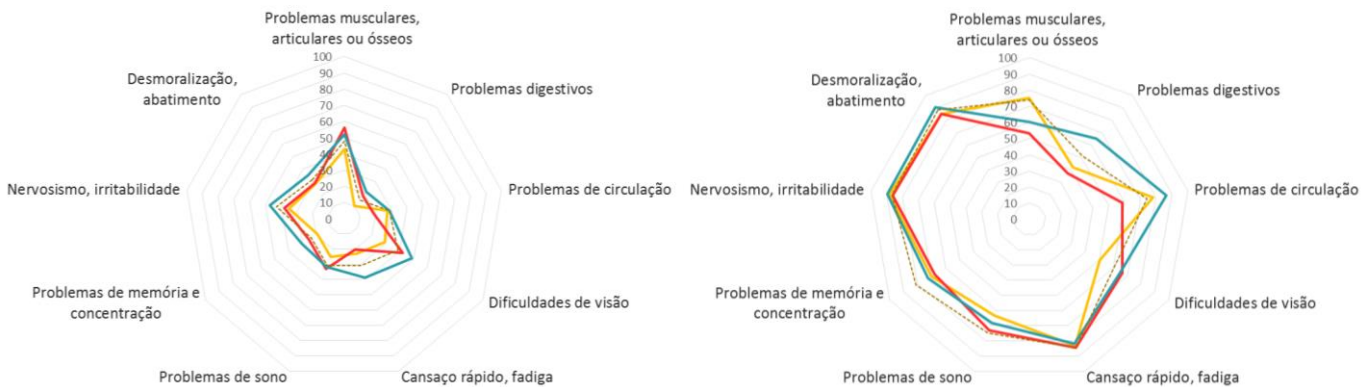 Problemas musculares,
articulares ou ósseos
Desmoralização,
abatimento
Problemas digestivos
100
90
80
70
60
50
40
30
20
10
0
Nervosismo, irritabilidade
Problemas de circulação
Problemas de memória e
concentração
Dificuldades de visão
Problemas de sono
Cansaço rápido, fadiga
Problemas musculares,
articulares ou ósseos
Desmoralização,
abatimento
Problemas digestivos
100
90
80
70
60
50
40
30
20
10
0
Nervosismo, irritabilidade
Problemas de circulação
Problemas de memória e
concentração
Dificuldades de visão
Problemas de sono
Cansaço rápido, fadiga